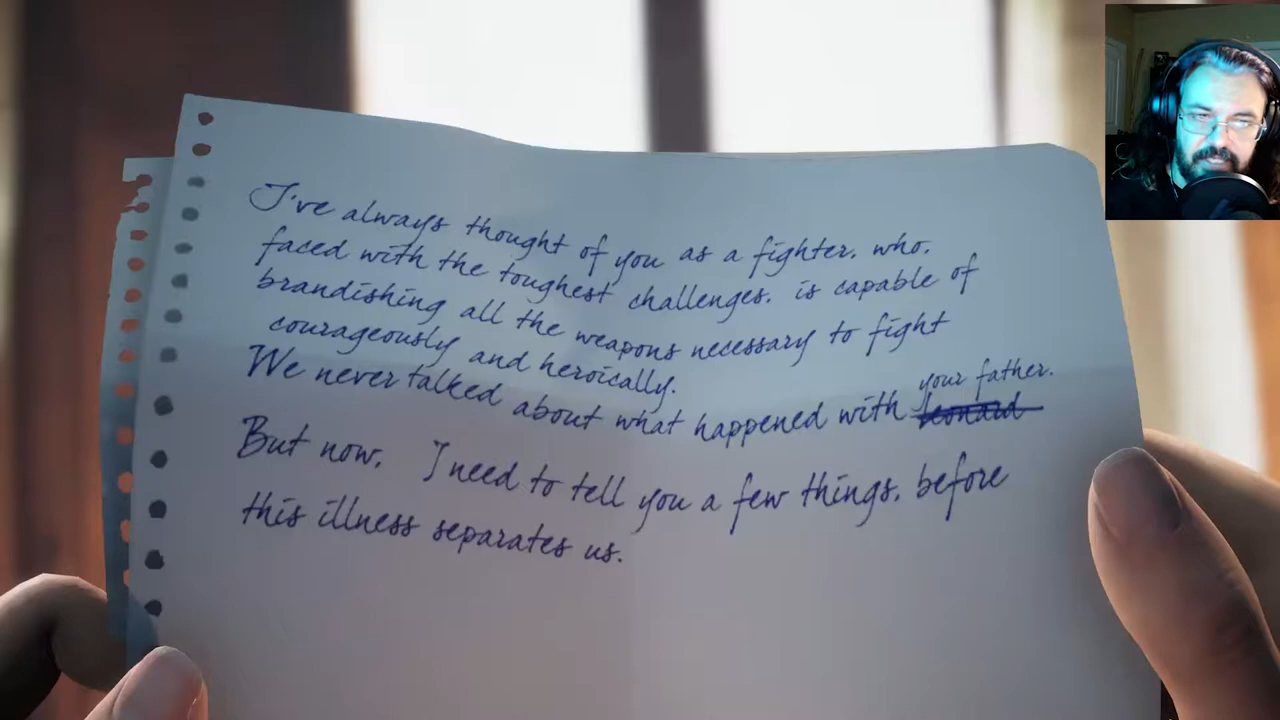 I've always thought of you as a fighter. who.
faced with the toughest challenges. is capable of
brandishing all the weapons necessary to fight
courageously and heroically.
We never talked about what happened with leonard your father.
But now. I need to tell you a few things. before
this illness separates us.